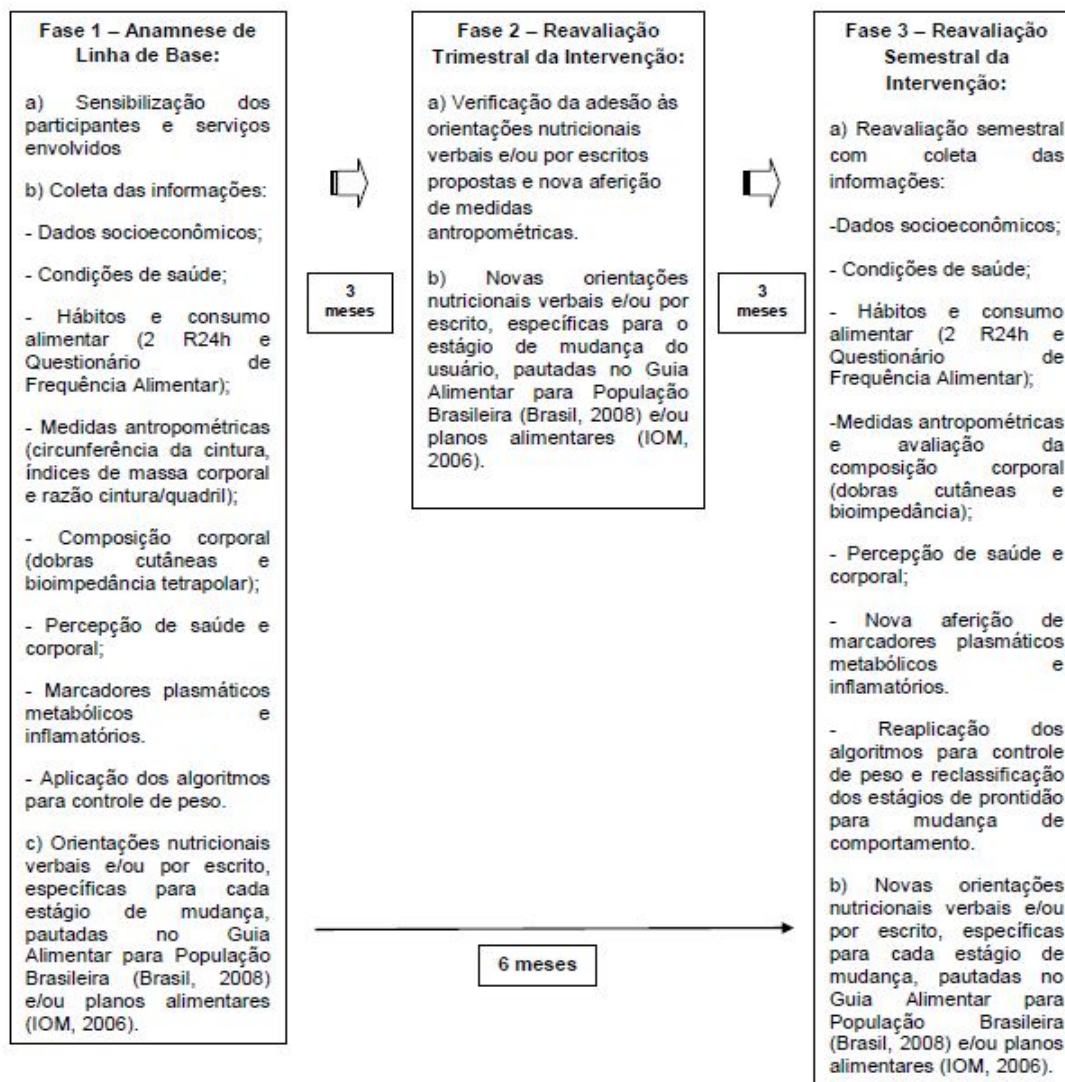 Fase 1 – Anamnese de
Linha de Base:
a) Sensibilização dos
participantes e serviços
envolvidos
b) Coleta das informações:
- Dados socioeconômicos;
- Condições de saúde;
- Hábitos e consumo
alimentar (2 R24h e
Questionário de
Frequência Alimentar);
- Medidas antropométricas
(circunferência da cintura,
índices de massa corporal
e razão cintura/quadril);
- Composição corporal
(dobras cutâneas e
bioimpedância tetrapolar);
- Percepção de saúde e
corporal;
- Marcadores plasmáticos
metabólicos e
inflamatórios.
- Aplicação dos algoritmos
para controle de peso.
c) Orientações nutricionais
verbais e/ou por escrito,
específicas para cada
estágio de mudança,
pautadas no Guia
Alimentar para População
Brasileira (Brasil, 2008)
e/ou planos alimentares
(IOM, 2006).
3
meses
Fase 2 – Reavaliação
Trimestral da Intervenção:
a) Verificação da adesão às
orientações nutricionais
verbais e/ou por escritos
propostas e nova aferição
de medidas
antropométricas.
b) Novas orientações
nutricionais verbais e/ou por
escrito, específicas para o
estágio de mudança do
usuário, pautadas no Guia
Alimentar para População
Brasileira (Brasil, 2008) e/ou
planos alimentares (IOM,
2006).
3
meses
Fase 3 – Reavaliação
Semestral da
Intervenção:
a) Reavaliação semestral
com coleta das
informações:
-Dados socioeconômicos;
- Condições de saúde;
- Hábitos e consumo
alimentar (2 R24h e
Questionário de
Frequência Alimentar);
-Medidas antropométricas
e avaliação da
composição corporal
(dobras cutâneas e
bioimpedância);
- Percepção de saúde e
corporal;
- Nova aferição de
marcadores plasmáticos
metabólicos e
inflamatórios.
- Reaplicação dos
algoritmos para controle
de peso e reclassificação
dos estágios de prontidão
para mudança de
comportamento.
b) Novas orientações
nutricionais verbais e/ou
por escrito, específicas
para cada estágio de
mudança, pautadas no
Guia Alimentar para
População Brasileira
(Brasil, 2008) e/ou planos
alimentares (IOM, 2006).
6 meses